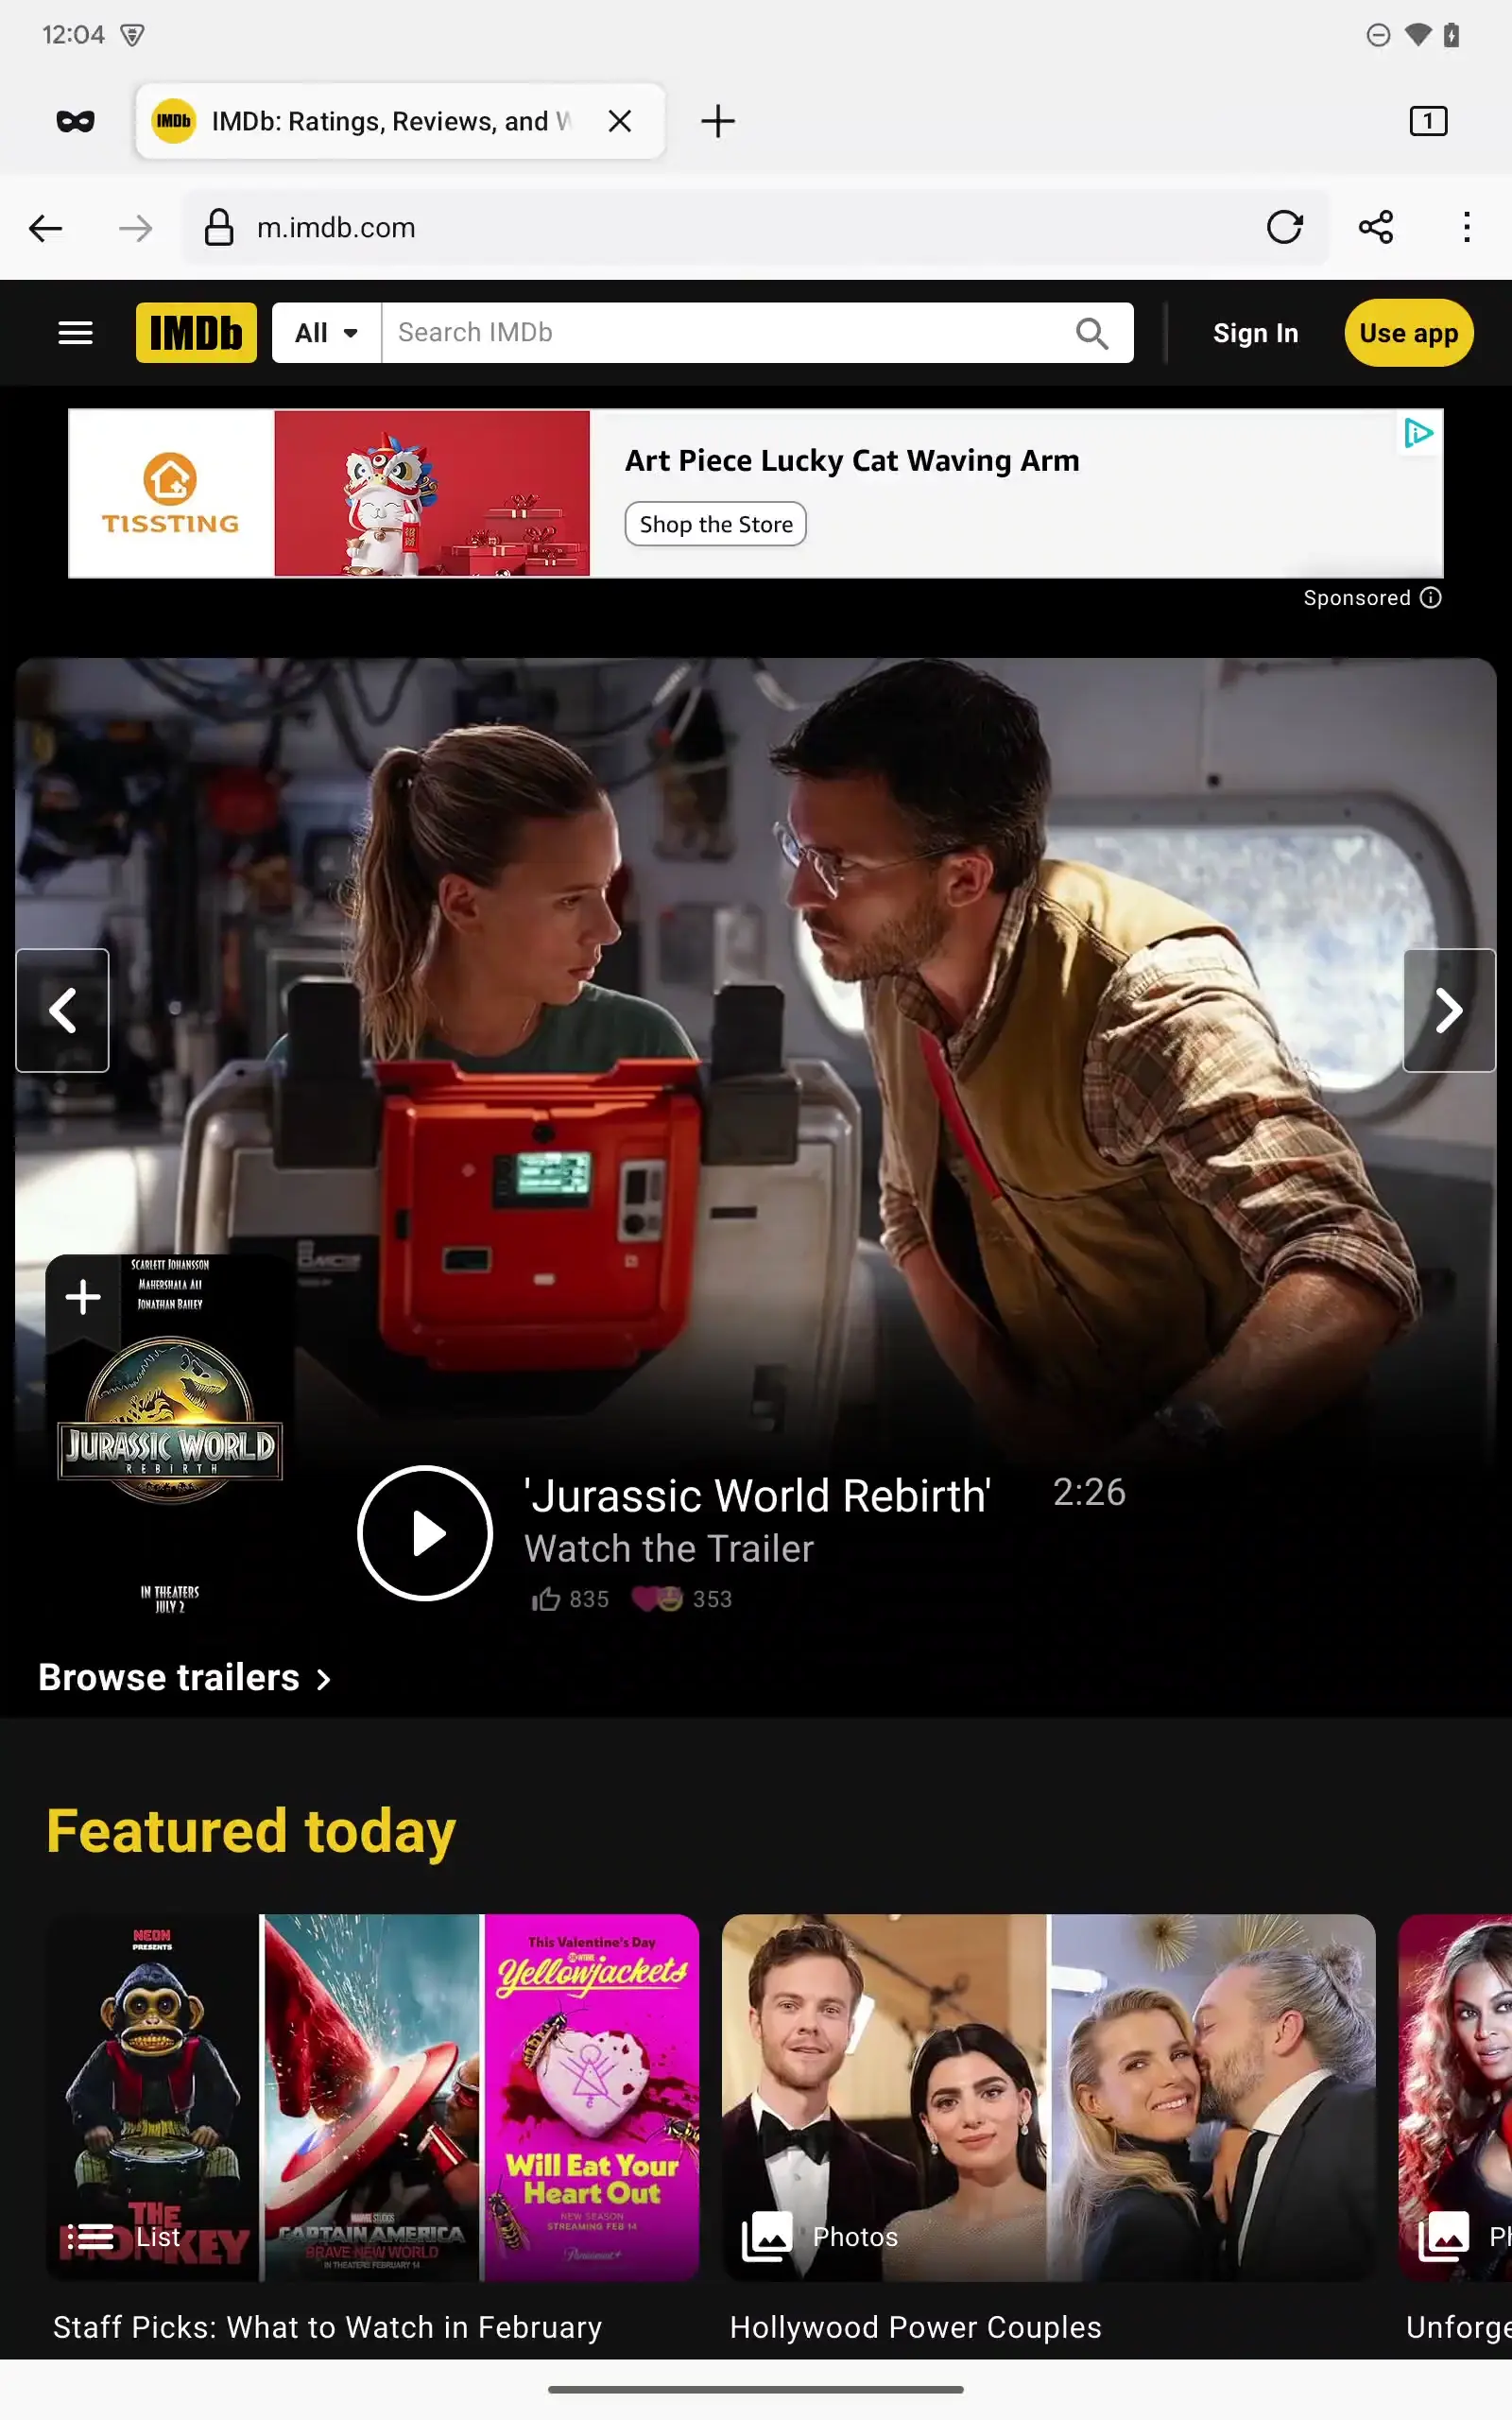 12:04
IMDb IMDb: Ratings, Reviews, and W
1
m.imdb.com
IMDb All Search IMDb Sign In Use app
TISSTING
Art Piece Lucky Cat Waving Arm
Shop the Store
Sponsored
SCARLETT JOHANSSON
MAHERSHALA ALI
JONATHAN BAILEY
JURASSIC WORLD
REBIRTH
IN THEATERS
JULY 2
'Jurassic World Rebirth' 2:26
Watch the Trailer
835 353
Browse trailers
Featured today
NEON
PRESENTS
THE
MONKEY
List
MARVEL STUDIOS
CAPTAIN AMERICA
BRAVE NEW WORLD
IN THEATERS FEBRUARY 14
This Valentine's Day
SHOWTIME
Yellowjackets
Will Eat Your
Heart Out
NEW SEASON
STREAMING FEB 14
Paramount+
Photos
Ph
Staff Picks: What to Watch in February
Hollywood Power Couples
Unforge